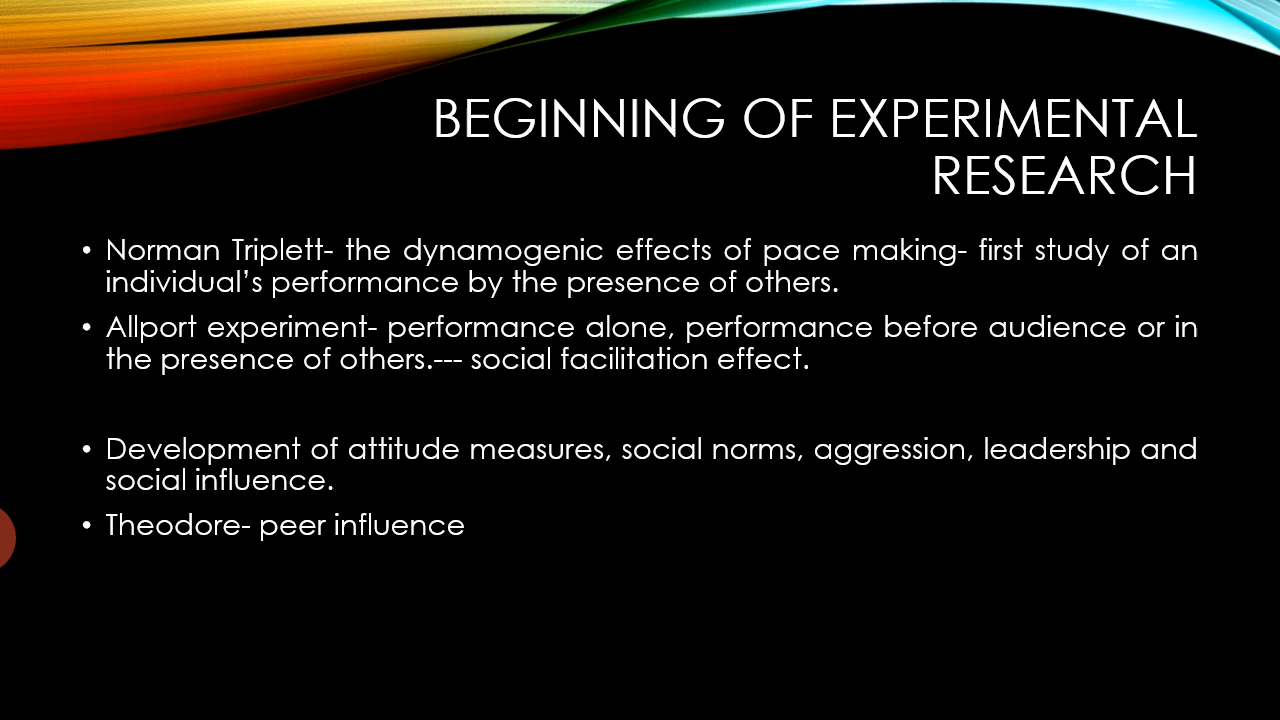 BEGINNING OF EXPERIMENTAL
RESEARCH
• Norman Triplett- the dynamogenic effects of pace making- first study of an
individual’s performance by the presence of others.
• Allport experiment- performance alone, performance before audience or in
the presence of others.--- social facilitation effect.
• Development of attitude measures, social norms, aggression, leadership and
social influence.
• Theodore- peer influence